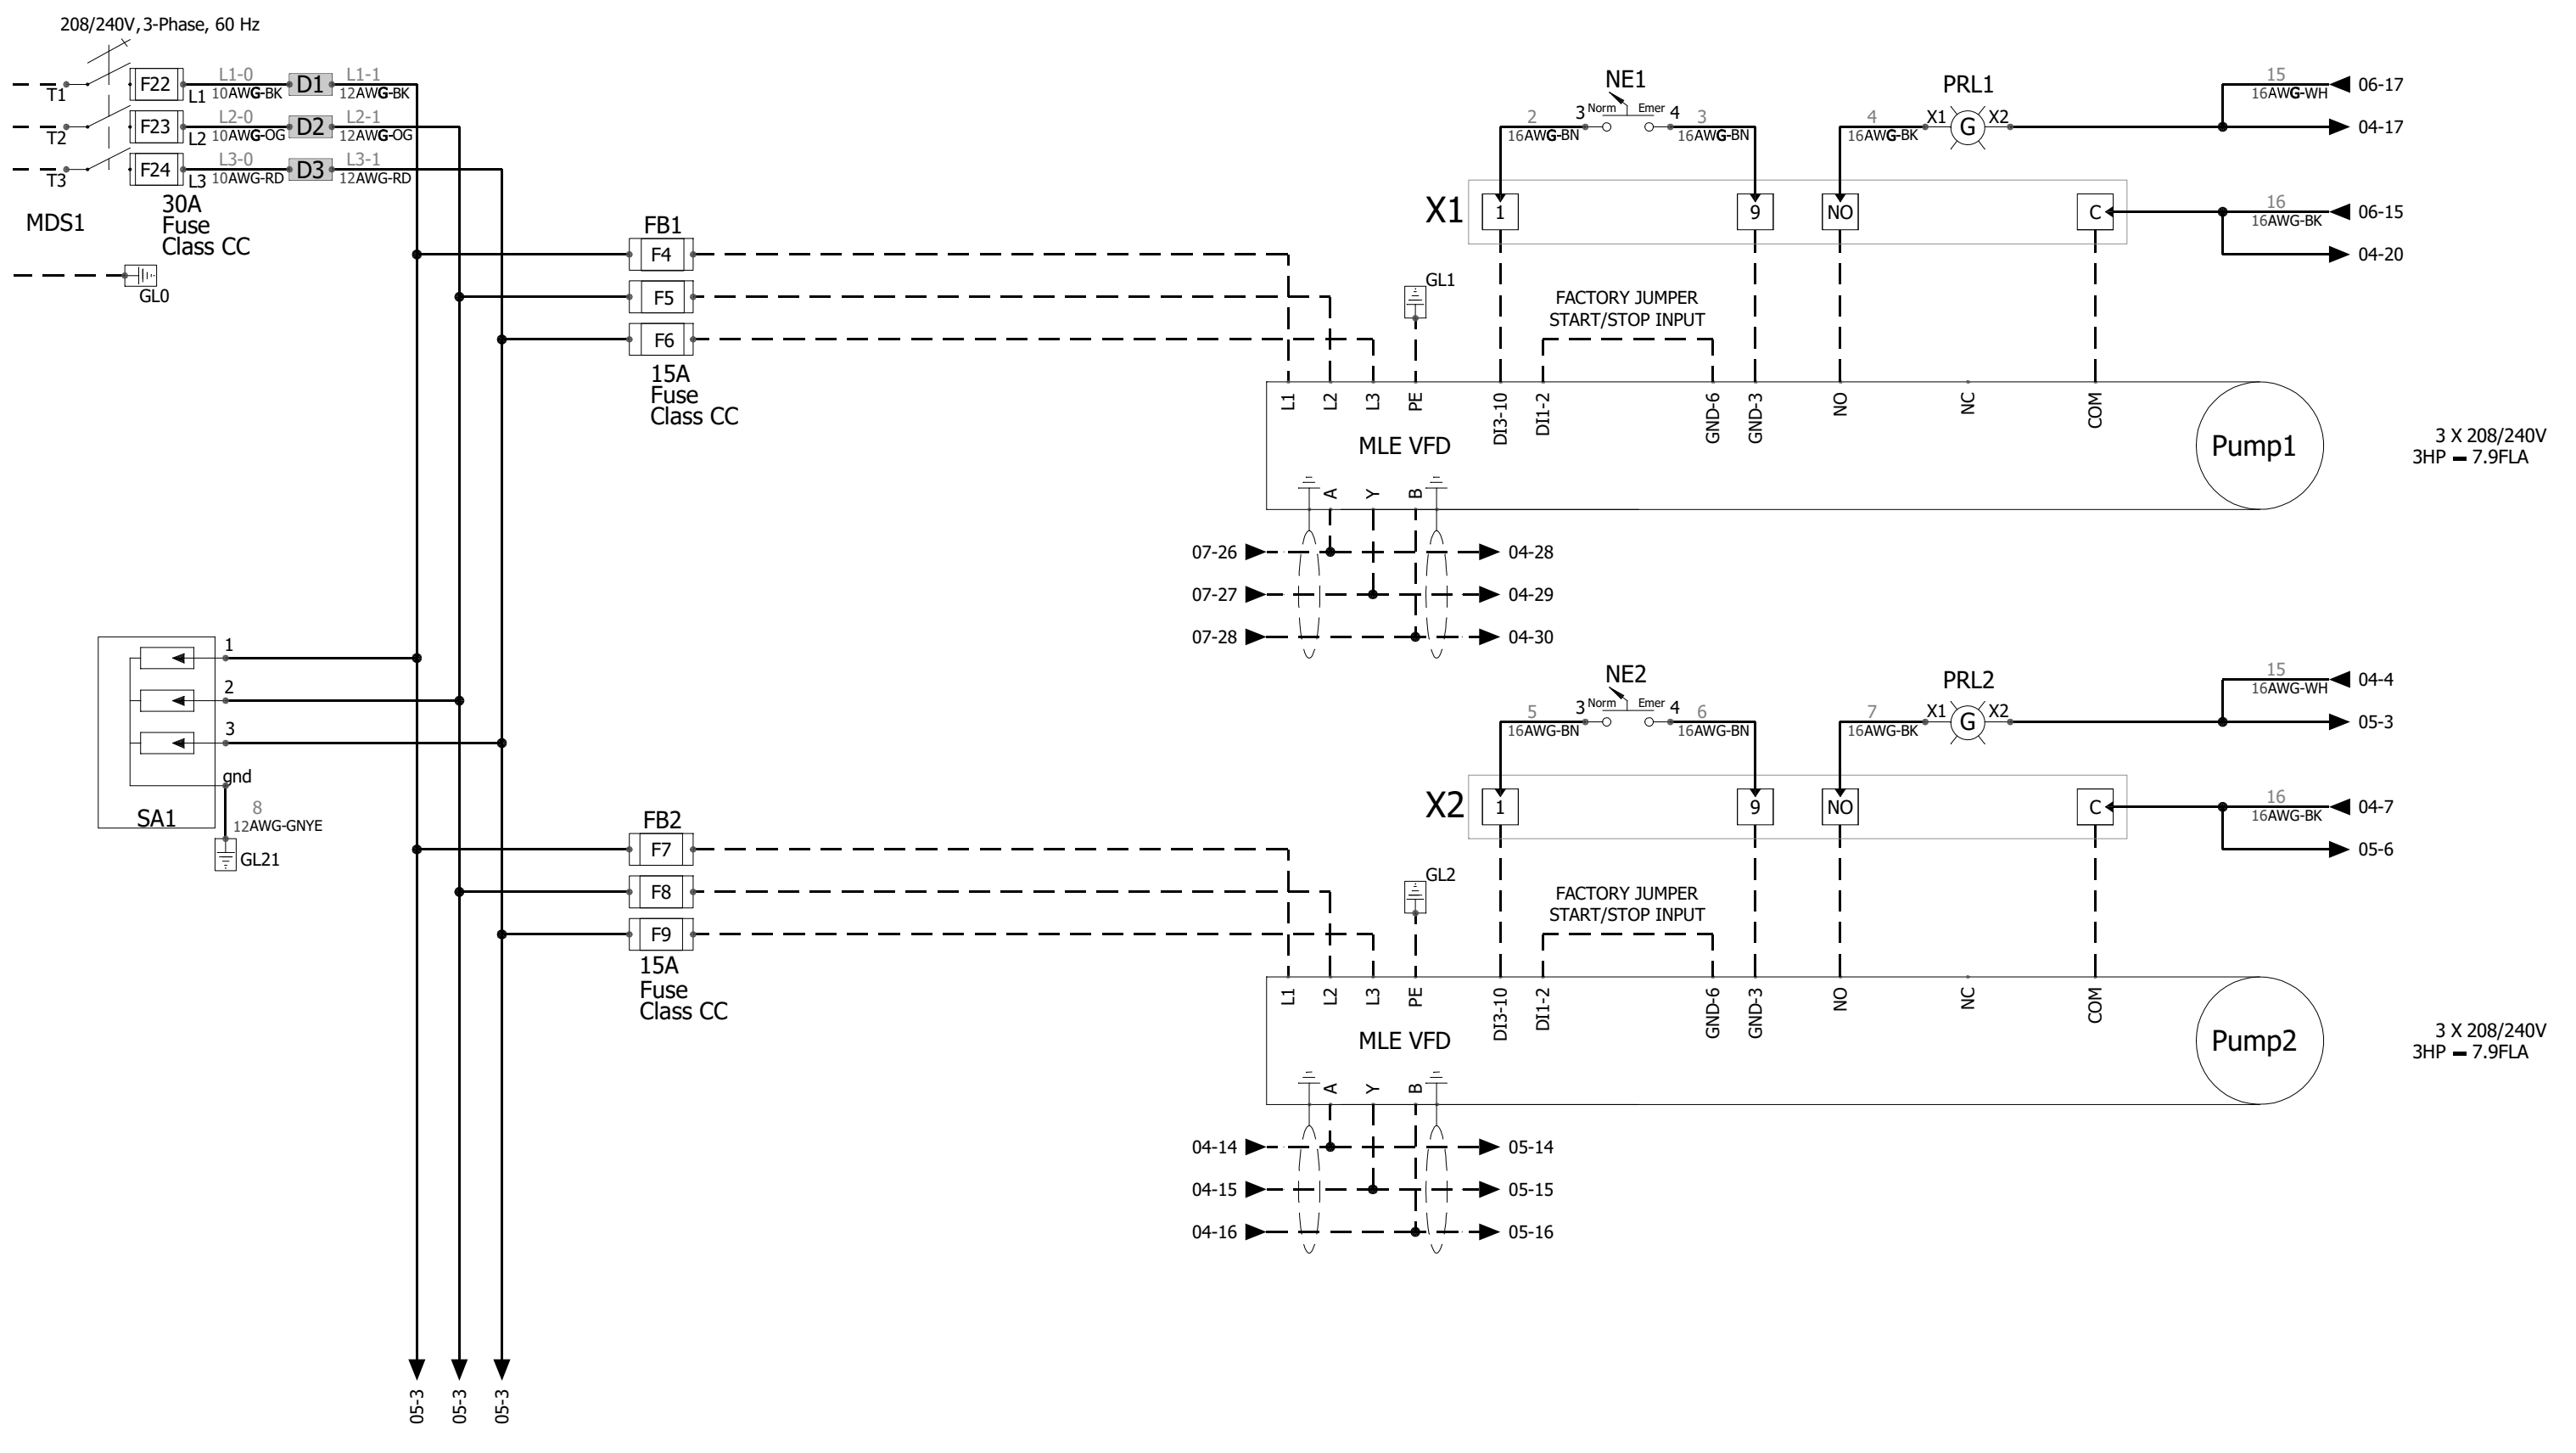 208/240V,3-Phase, 60 Hz
T1
F22
L1
L1-0
10AWG-BK
D1
L1-1
12AWG-BK
T2
F23
L2
L2-0
10AWG-OG
D2
L2-1
12AWG-OG
T3
F24
L3
L3-0
10AWG-RD
D3
L3-1
12AWG-RD
MDS1
30A
Fuse
Class CC
GL0
FB1
F4
F5
F6
15A
Fuse
Class CC
NE1
2
16AWG-BN
3
Norm
Emer
4
3
16AWG-BN
PRL1
4
16AWG-BK
X1
G
X2
15
16AWG-WH
06-17
04-17
X1
1
9
NO
C
16
16AWG-BK
06-15
04-20
GL1
FACTORY JUMPER
START/STOP INPUT
L1
L2
L3
PE
DI3-10
DI1-2
GND-6
GND-3
NO
NC
COM
MLE VFD
Pump1
3 X 208/240V
3HP - 7.9FLA
A
Y
B
07-26
04-28
07-27
04-29
07-28
04-30
1
2
3
gnd
SA1
8
12AWG-GNYE
GL21
FB2
F7
F8
F9
15A
Fuse
Class CC
NE2
5
16AWG-BN
3
Norm
Emer
4
6
16AWG-BN
PRL2
7
16AWG-BK
X1
G
X2
15
16AWG-WH
04-4
05-3
X2
1
9
NO
C
16
16AWG-BK
04-7
05-6
GL2
FACTORY JUMPER
START/STOP INPUT
L1
L2
L3
PE
DI3-10
DI1-2
GND-6
GND-3
NO
NC
COM
MLE VFD
Pump2
3 X 208/240V
3HP - 7.9FLA
A
Y
B
04-14
05-14
04-15
05-15
04-16
05-16
05-3
05-3
05-3